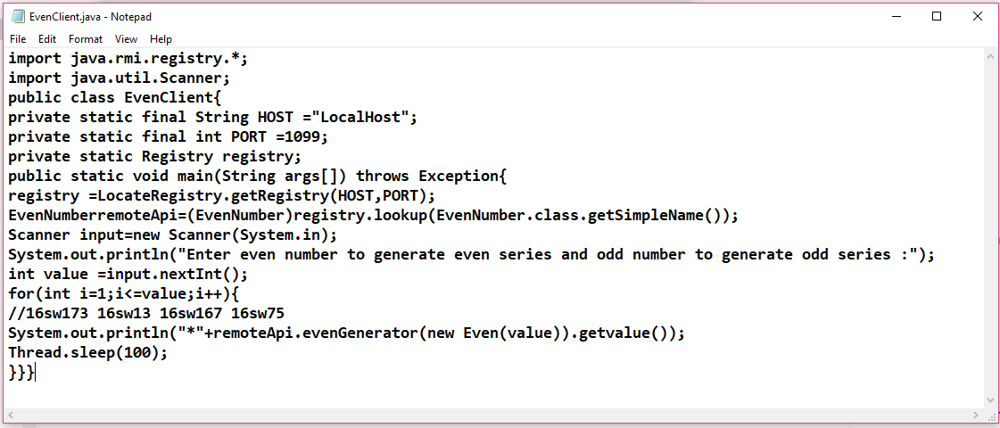 EvenClient.java - Notepad
File Edit Format View Help
import java.rmi.registry.*;
import java.util.Scanner;
public class EvenClient{
private static final String HOST ="LocalHost";
private static final int PORT =1099;
private static Registry registry;
public static void main(String args[]) throws Exception{
registry =LocateRegistry.getRegistry(HOST,PORT);
EvenNumberremoteApi=(EvenNumber)registry.lookup(EvenNumber.class.getSimpleName());
Scanner input=new Scanner(System.in);
System.out.println("Enter even number to generate even series and odd number to generate odd series :");
int value =input.nextInt();
for(int i=1;i<=value;i++){
//16sw173 16sw13 16sw167 16sw75
System.out.println("*"+remoteApi.evenGenerator(new Even(value)).getvalue());
Thread.sleep(100);
}}}